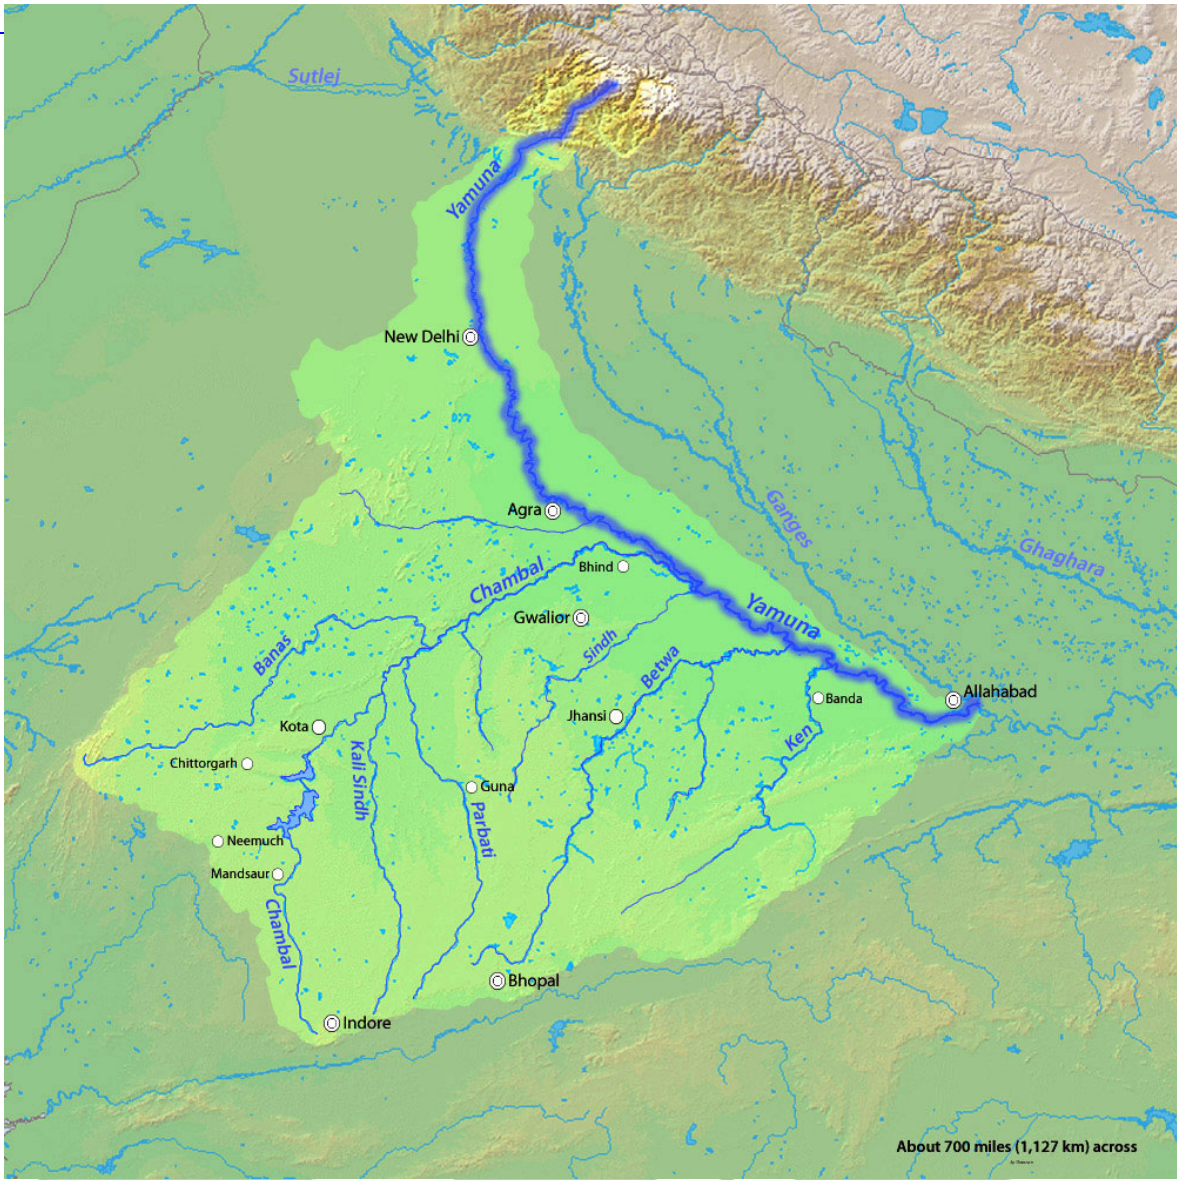 Sutlej
Yamuna
New Delhi
Agra
Ganges
Ghaghara
Chambal
Bhind
Yamuna
Gwalior
Sindh
Banas
Betwa
Allahabad
Banda
Jhansi
Kota
Ken
Chittorgarh
Kali Sindh
Guna
Parbati
Neemuch
Mandsaur
Chambal
Bhopal
Indore
About 700 miles (1,127 km) across